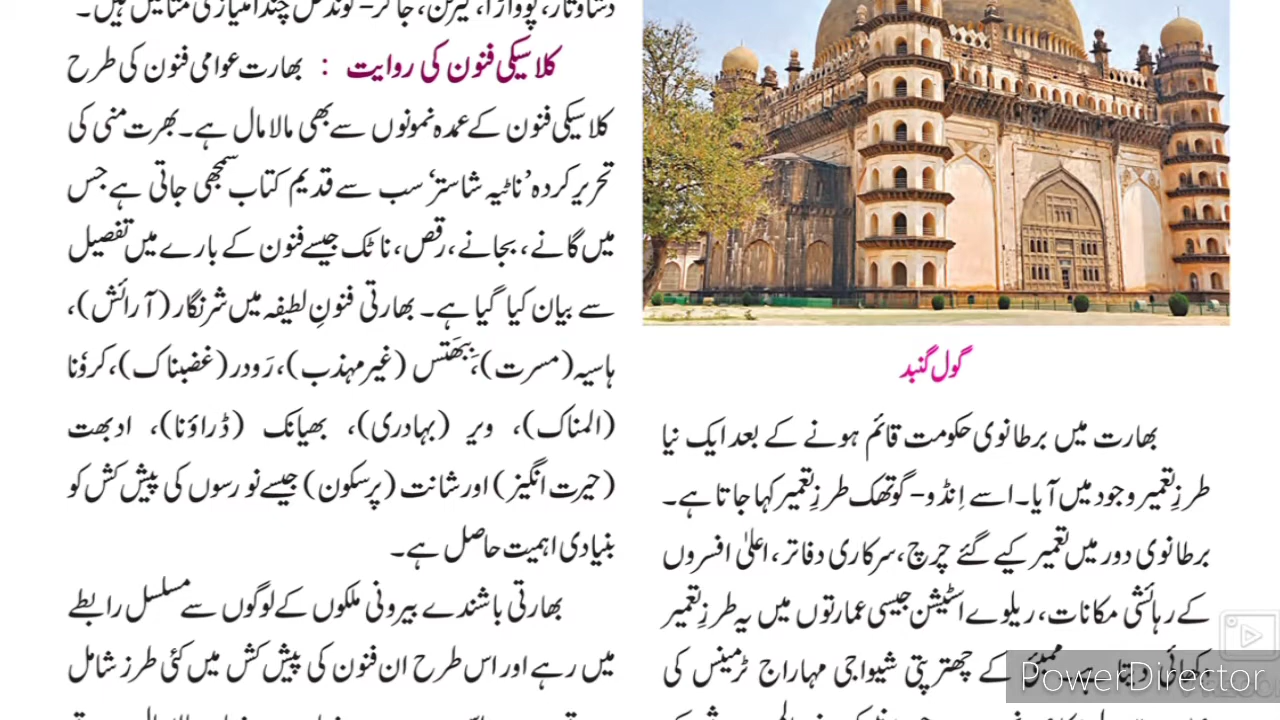 گول گنبد
بھارت میں برطانوی حکومت قائم ہونے کے بعد ایک نیا
طرزِ تعمیر وجود میں آیا۔ اسے اِنڈو-گوتھک طرزِ تعمیر کہا جاتا ہے۔
برطانوی دور میں تعمیر کیے گئے چرچ، سرکاری دفاتر، اعلیٰ افسروں
کے رہائشی مکانات، ریلوے اسٹیشن جیسی عمارتوں میں یہ طرزِ تعمیر
دکھائی دیتا ہے۔ ممبئی کے چھترپتی شیواجی مہاراج ٹرمینس کی
کلاسیکی فنون کی روایت : بھارت عوامی فنون کی طرح
کلاسیکی فنون کے عمدہ نمونوں سے بھی مالا مال ہے۔ بھرت منی کی
تحریر کردہ ’ناٹیہ شاستر‘ سب سے قدیم کتاب سمجھی جاتی ہے جس
میں گانے، بجانے، رقص، ناٹک جیسے فنون کے بارے میں تفصیل
سے بیان کیا گیا ہے۔ بھارتی فنونِ لطیفہ میں شرنگار (آرائش)،
ہاسیہ (مسرت)، بِبھَتس (غیر مہذب)، رَودر (غضبناک)، کروٗنا
(المناک)، ویر (بہادری)، بھیانک (ڈراؤنا)، ادبھت
(حیرت انگیز) اور شانت (پرسکون) جیسے نو رسوں کی پیش کش کو
بنیادی اہمیت حاصل ہے۔
بھارتی باشندے بیرونی ملکوں کے لوگوں سے مسلسل رابطے
میں رہے اور اس طرح ان فنون کی پیش کش میں کئی طرز شامل
PowerDirector